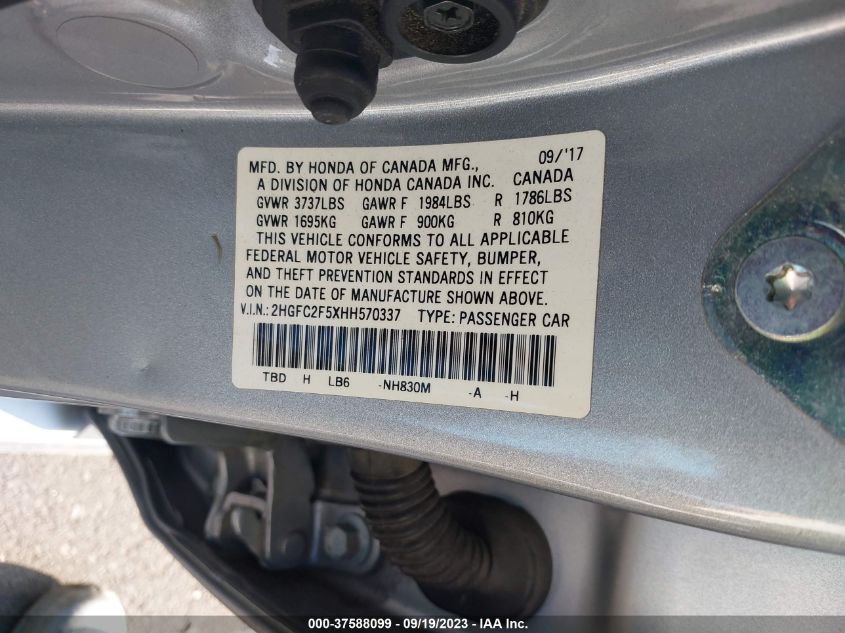 MFD. BY HONDA OF CANADA MFG., 09/'17
A DIVISION OF HONDA CANADA INC. CANADA
GVWR 3737LBS GAWR F 1984LBS R 1786LBS
GVWR 1695KG GAWR F 900KG R 810KG
THIS VEHICLE CONFORMS TO ALL APPLICABLE
FEDERAL MOTOR VEHICLE SAFETY, BUMPER,
AND THEFT PREVENTION STANDARDS IN EFFECT
ON THE DATE OF MANUFACTURE SHOWN ABOVE.
V.I.N.: 2HGFC2F5XHH570337 TYPE: PASSENGER CAR
TBD H LB6 -NH830M -A -H
000-37588099 - 09/19/2023 - IAA Inc.